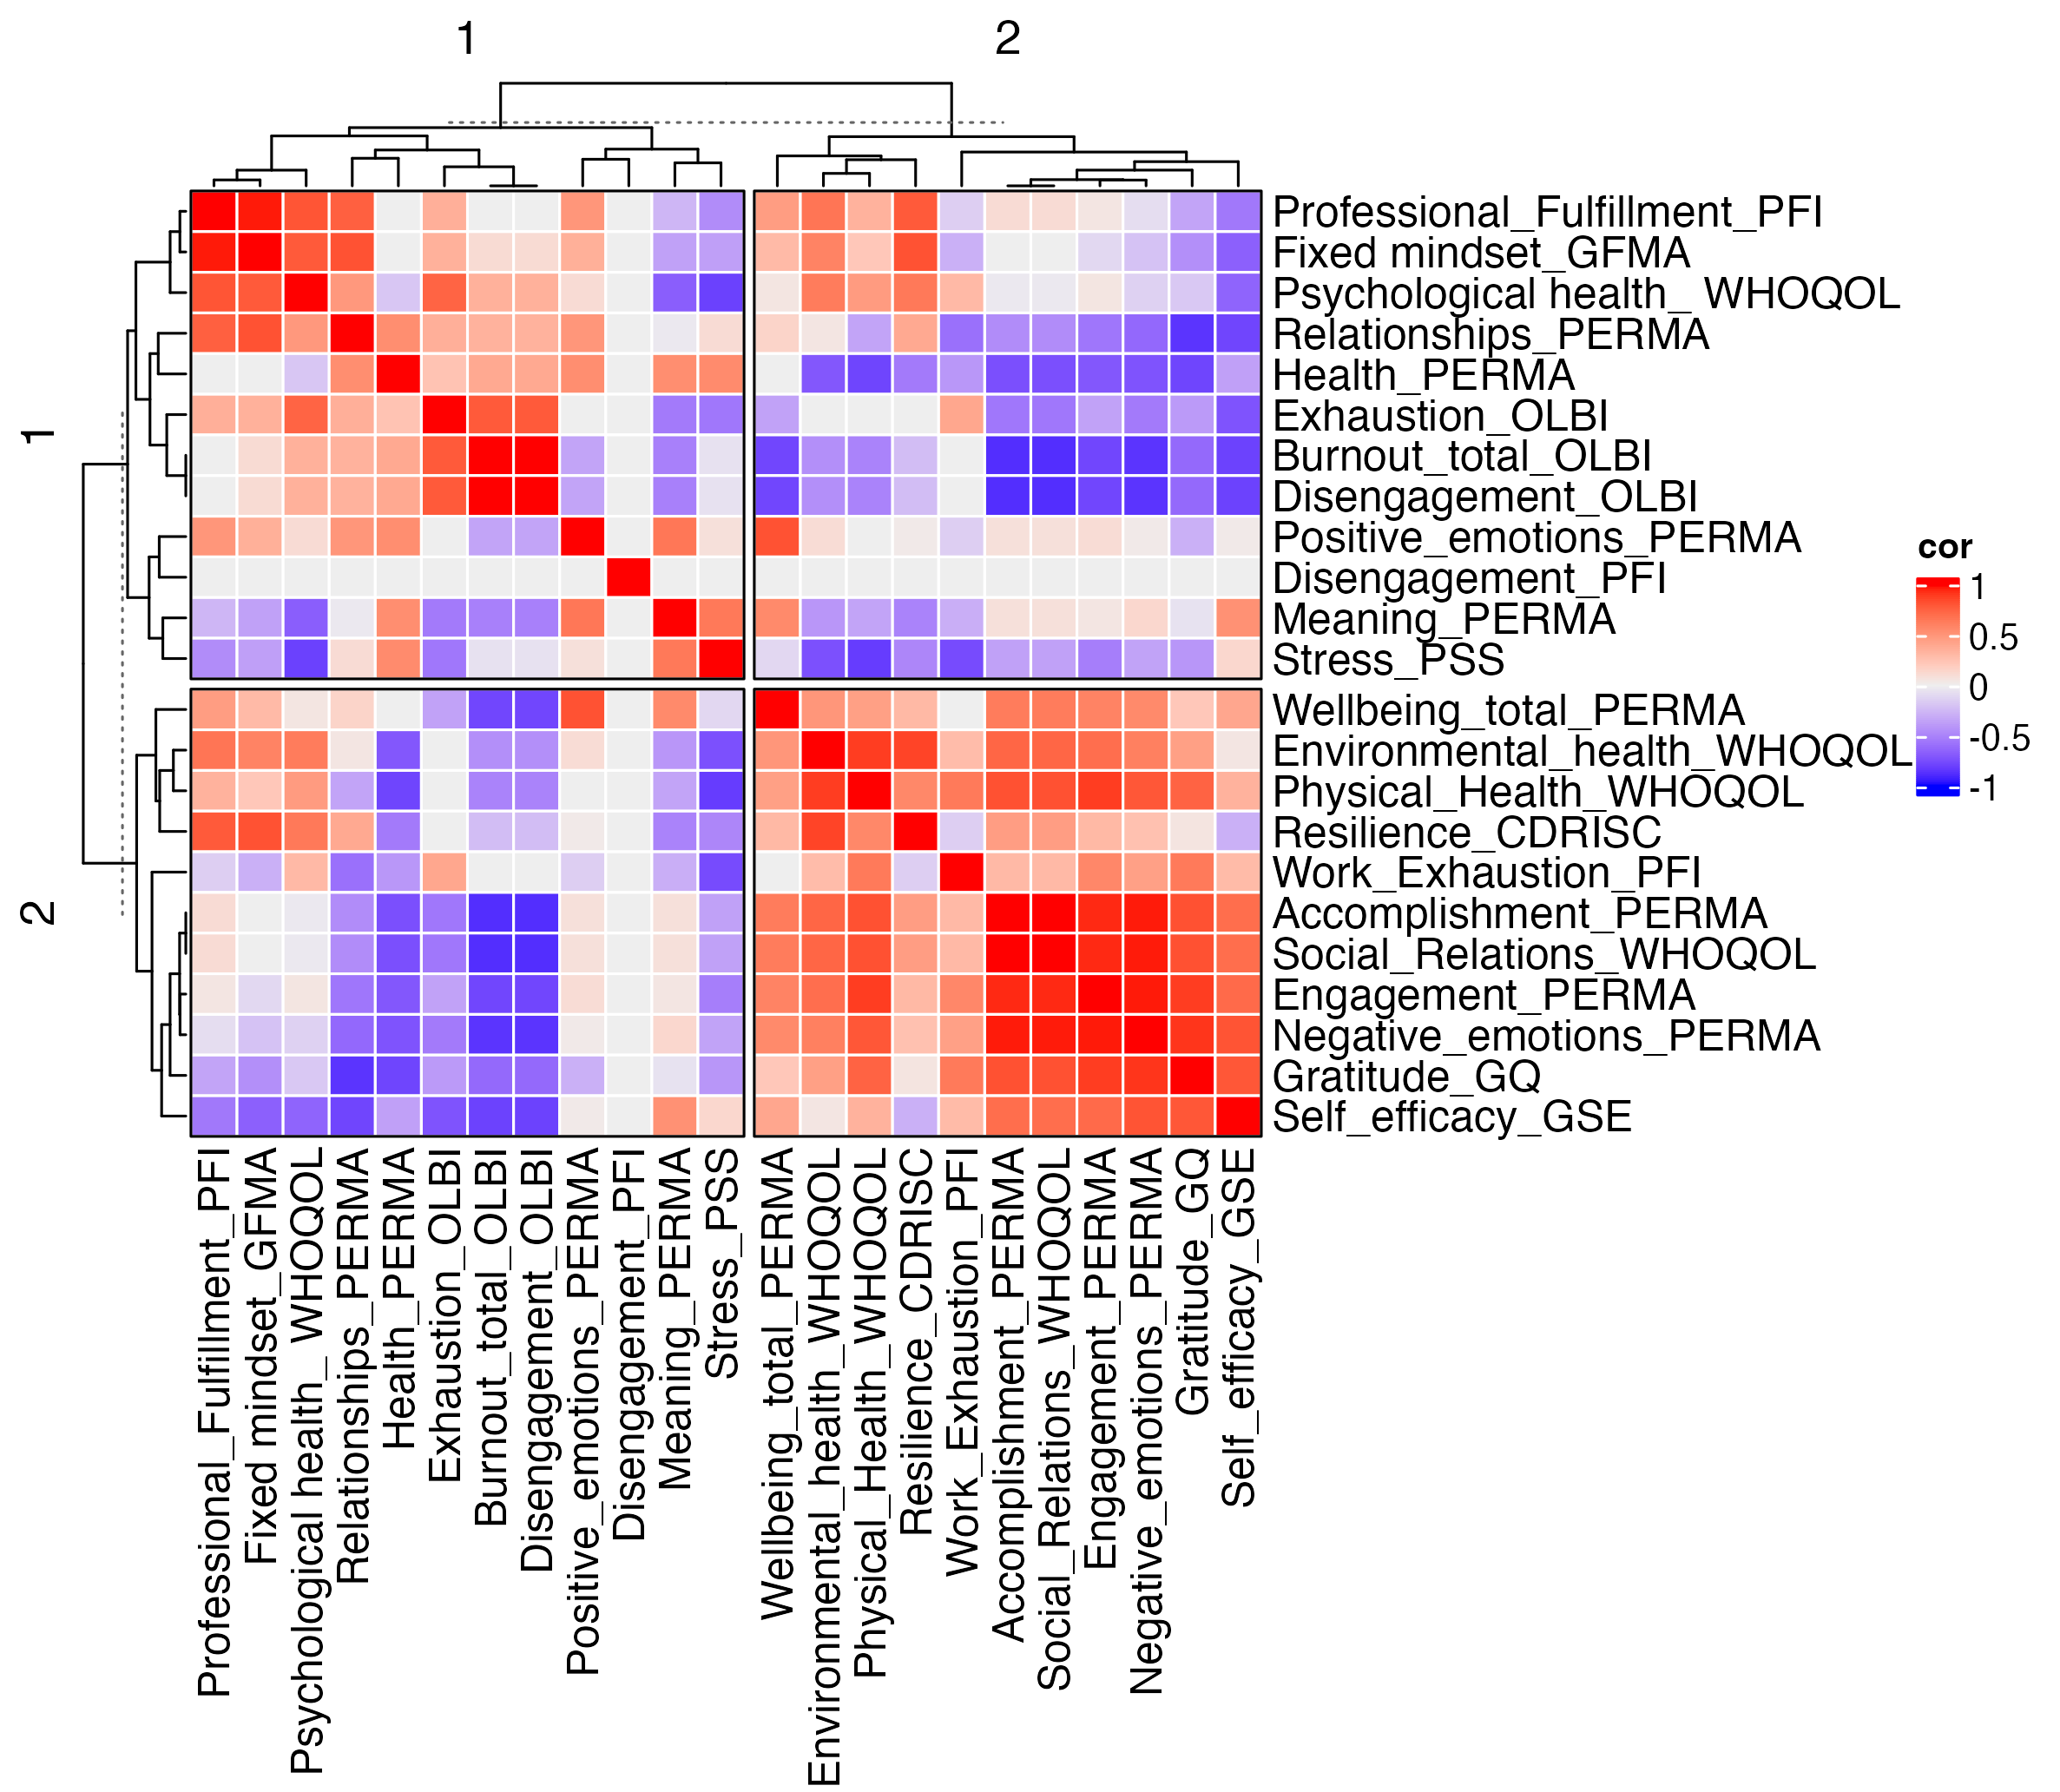 1
2
1
2
Professional_Fulfillment_PFI
Fixed mindset_GFMA
Psychological health_ WHOQOL
Relationships_PERMA
Health_PERMA
Exhaustion_OLBI
Burnout_total_OLBI
Disengagement_OLBI
Positive_emotions_PERMA
Disengagement_PFI
Meaning_PERMA
Stress_PSS
Wellbeing_total_PERMA
Environmental_health_WHOQOL
Physical_Health_WHOQOL
Resilience_CDRISC
Work_Exhaustion_PFI
Accomplishment_PERMA
Social_Relations_WHOQOL
Engagement_PERMA
Negative_emotions_PERMA
Gratitude_GQ
Self_efficacy_GSE
cor
1
0.5
0
-0.5
-1
Professional_Fulfillment_PFI
Fixed mindset_GFMA
Psychological health_ WHOQOL
Relationships_PERMA
Health_PERMA
Exhaustion_OLBI
Burnout_total_OLBI
Disengagement_OLBI
Positive_emotions_PERMA
Disengagement_PFI
Meaning_PERMA
Stress_PSS
Wellbeing_total_PERMA
Environmental_health_WHOQOL
Physical_Health_WHOQOL
Resilience_CDRISC
Work_Exhaustion_PFI
Accomplishment_PERMA
Social_Relations_WHOQOL
Engagement_PERMA
Negative_emotions_PERMA
Gratitude_GQ
Self_efficacy_GSE